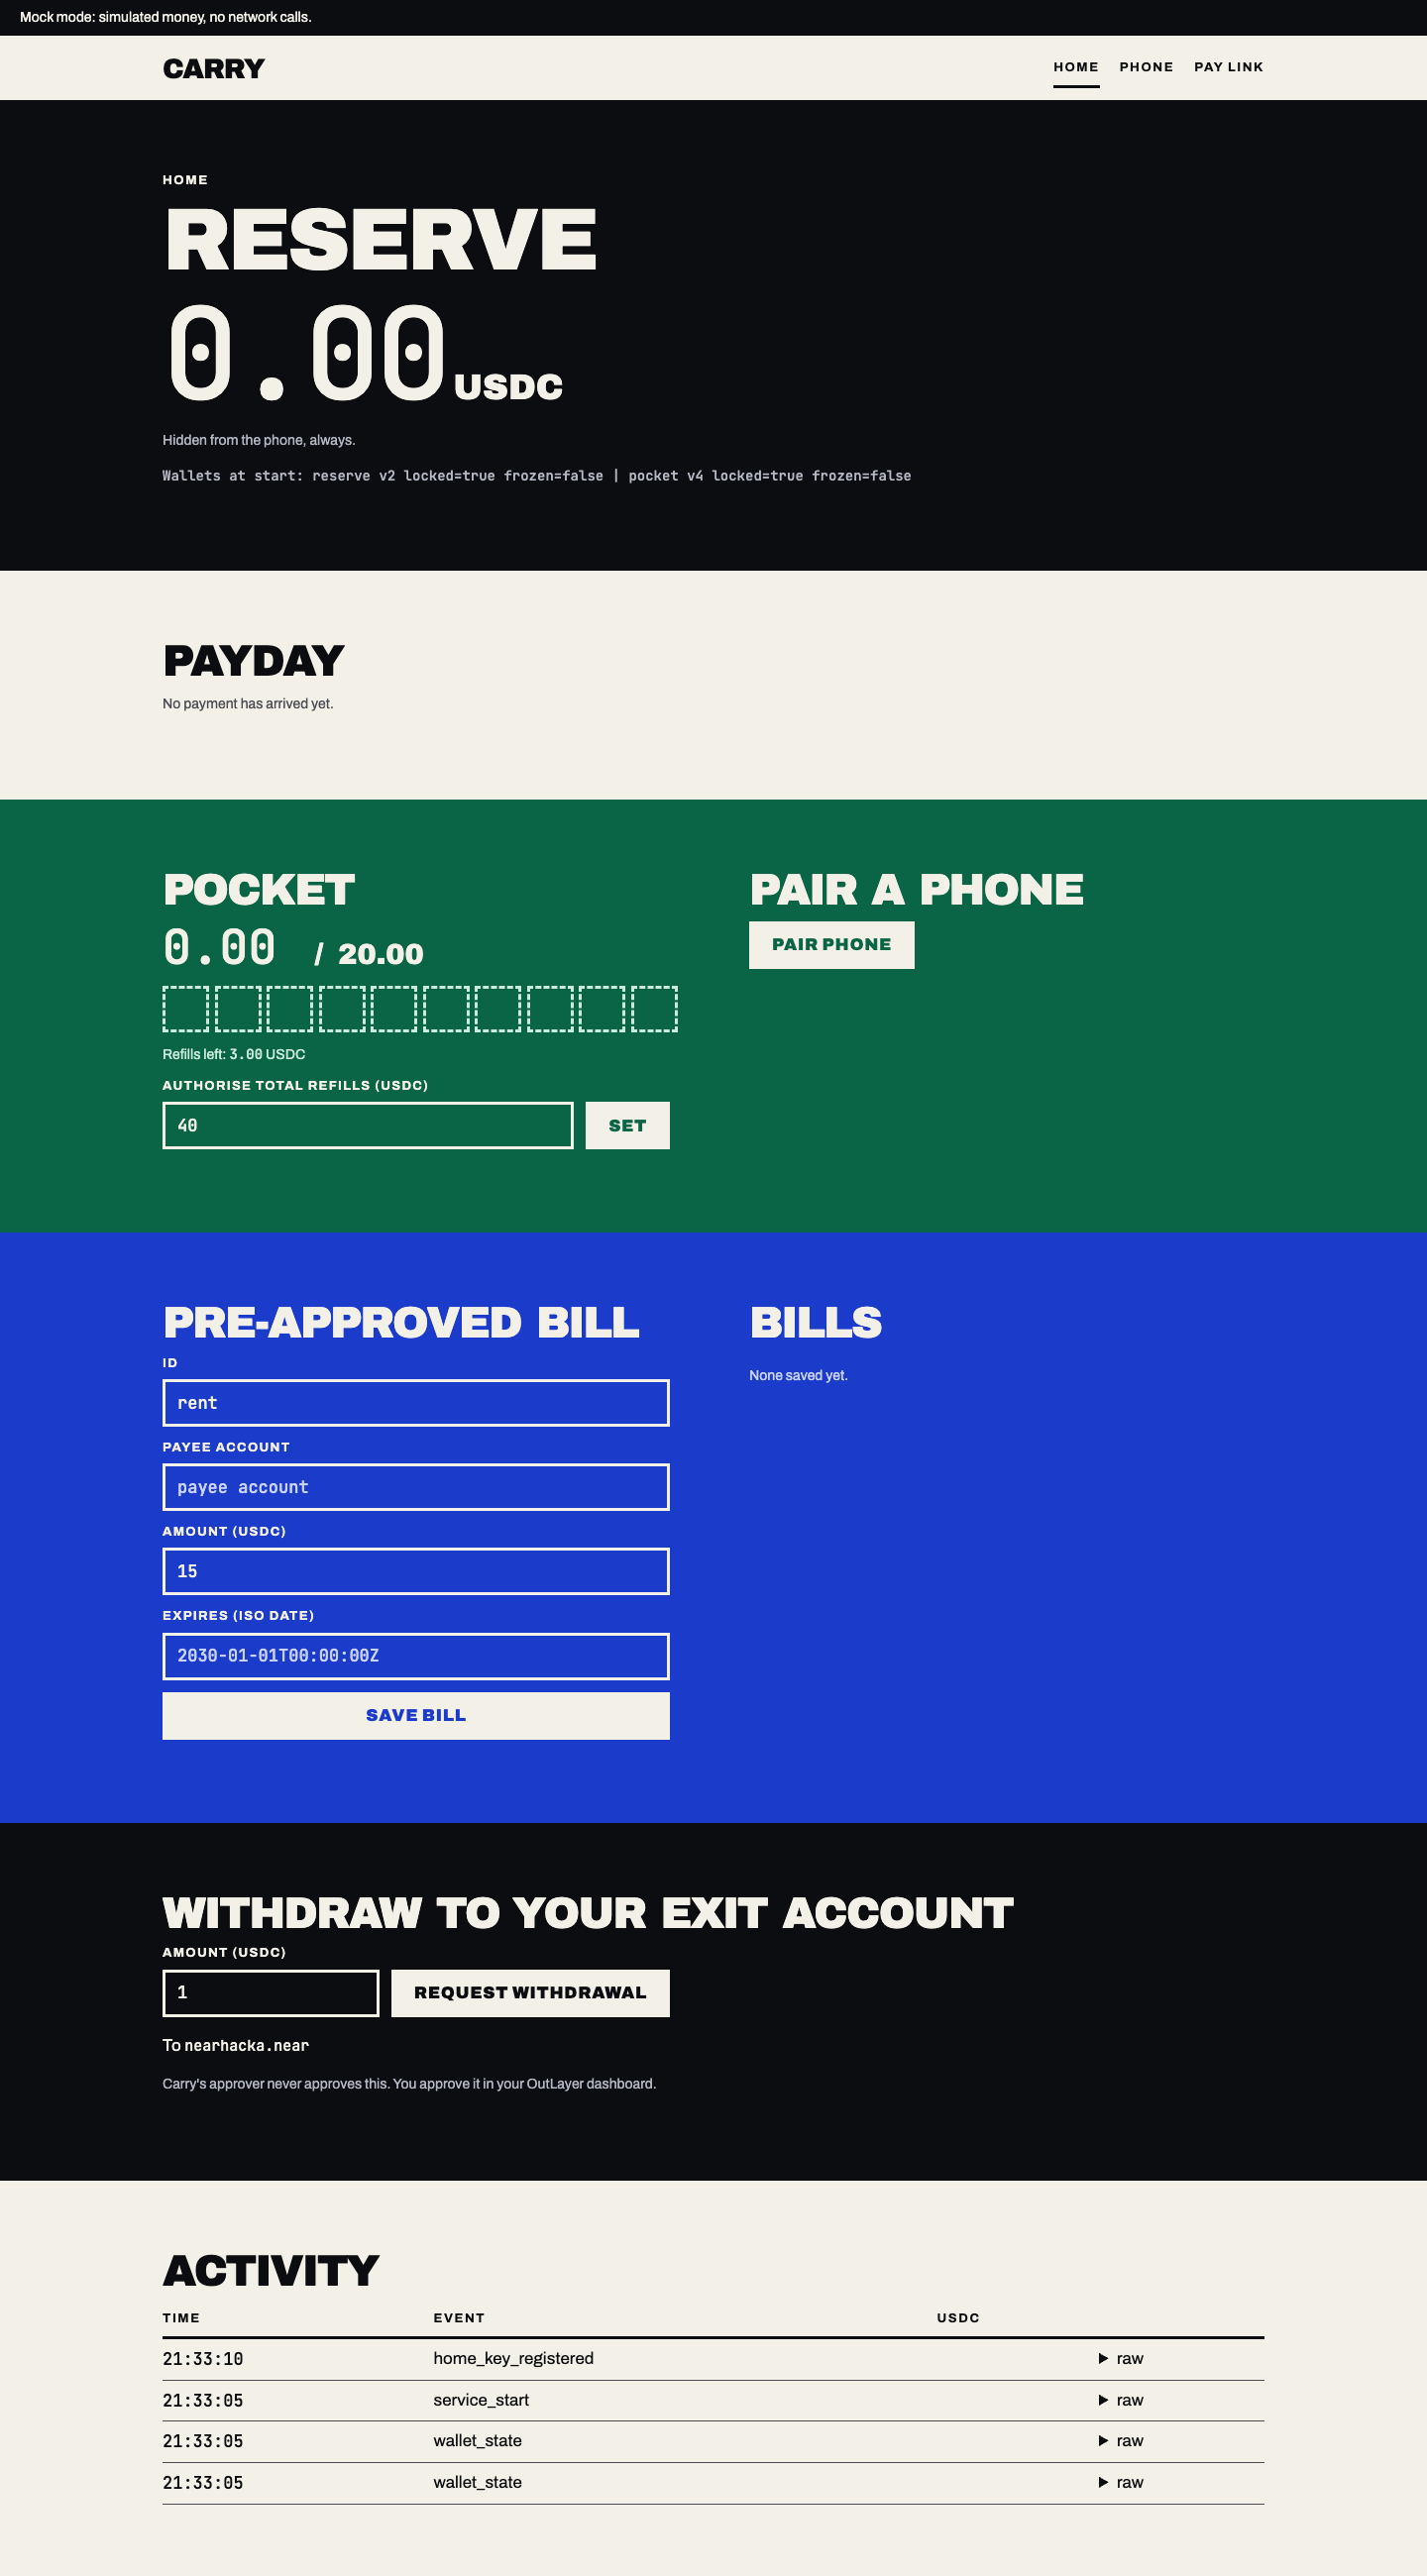 Mock mode: simulated money, no network calls.
CARRY
HOME PHONE PAY LINK
HOME
RESERVE
0.00 USDC
Hidden from the phone, always.
Wallets at start: reserve v2 locked=true frozen=false | pocket v4 locked=true frozen=false
PAYDAY
No payment has arrived yet.
POCKET
0.00 / 20.00
Refills left: 3.00 USDC
AUTHORISE TOTAL REFILLS (USDC)
40 SET
PAIR A PHONE
PAIR PHONE
PRE-APPROVED BILL
ID
rent
PAYEE ACCOUNT
payee account
AMOUNT (USDC)
15
EXPIRES (ISO DATE)
2030-01-01T00:00:00Z
SAVE BILL
BILLS
None saved yet.
WITHDRAW TO YOUR EXIT ACCOUNT
AMOUNT (USDC)
1 REQUEST WITHDRAWAL
To nearhacka.near
Carry's approver never approves this. You approve it in your OutLayer dashboard.
ACTIVITY
TIME EVENT USDC
21:33:10 home_key_registered raw
21:33:05 service_start raw
21:33:05 wallet_state raw
21:33:05 wallet_state raw